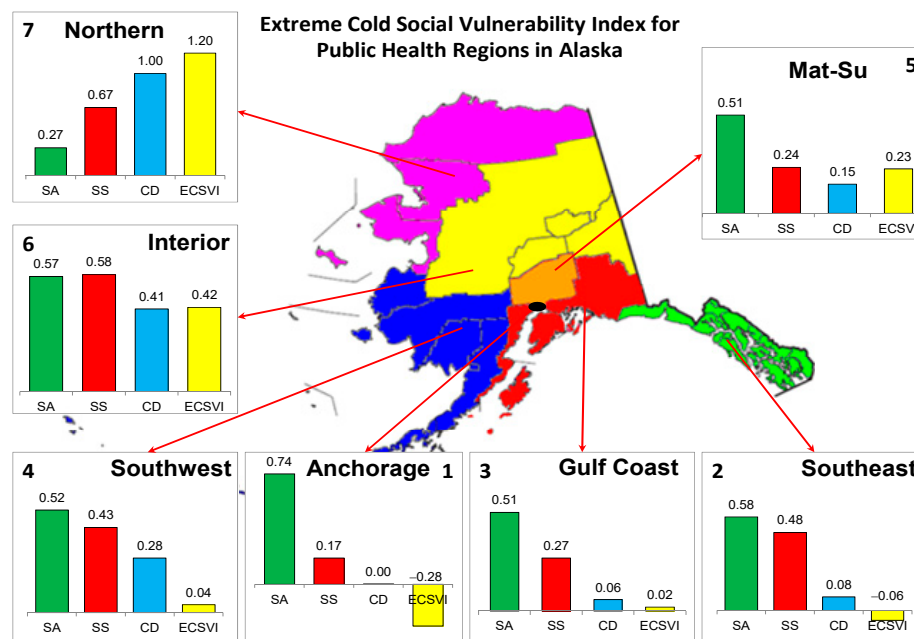 Extreme Cold Social Vulnerability Index for
Public Health Regions in Alaska
7 Northern
0.27 0.67 1.00 1.20
SA SS CD ECSVI
Mat-Su 5
0.51 0.24 0.15 0.23
SA SS CD ECSVI
6 Interior
0.57 0.58 0.41 0.42
SA SS CD ECSVI
4 Southwest
0.52 0.43 0.28 0.04
SA SS CD ECSVI
Anchorage 1
0.74 0.17 0.00 –0.28
SA SS CD ECSVI
3 Gulf Coast
0.51 0.27 0.06 0.02
SA SS CD ECSVI
2 Southeast
0.58 0.48 0.08 –0.06
SA SS CD ECSVI